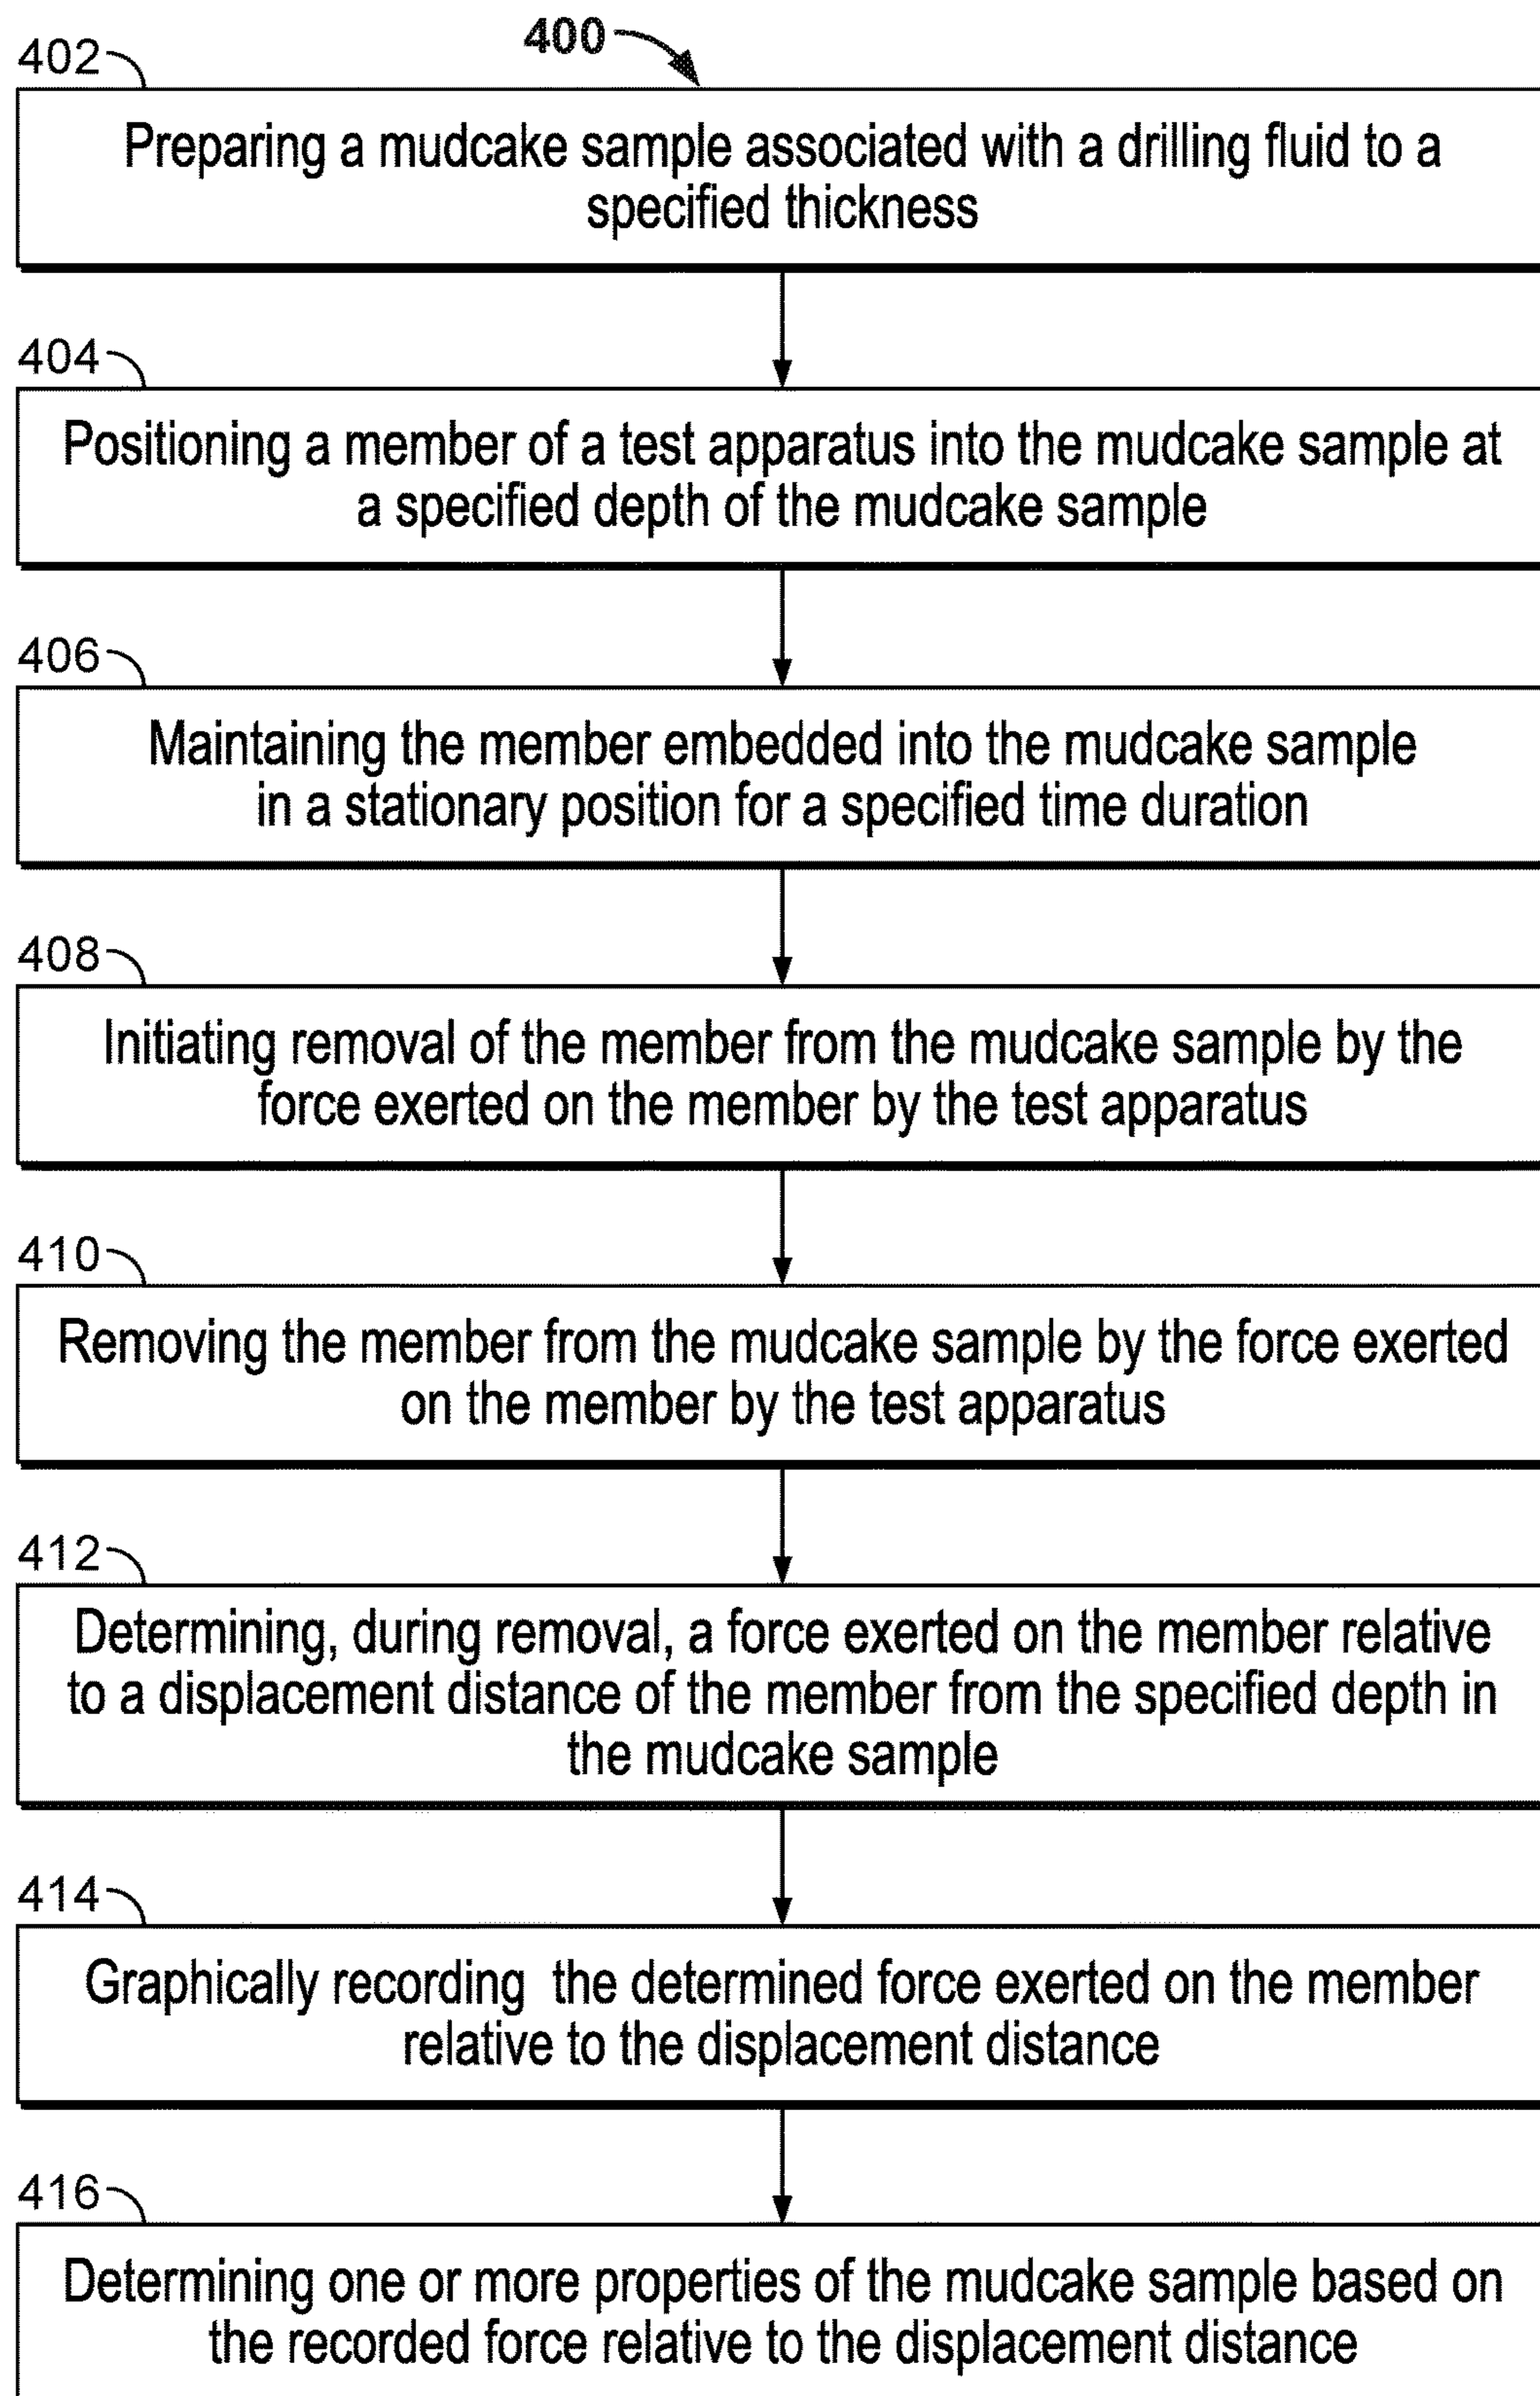 400
402
Preparing a mudcake sample associated with a drilling fluid to a
specified thickness
404
Positioning a member of a test apparatus into the mudcake sample at
a specified depth of the mudcake sample
406
Maintaining the member embedded into the mudcake sample
in a stationary position for a specified time duration
408
Initiating removal of the member from the mudcake sample by the
force exerted on the member by the test apparatus
410
Removing the member from the mudcake sample by the force exerted
on the member by the test apparatus
412
Determining, during removal, a force exerted on the member relative
to a displacement distance of the member from the specified depth in
the mudcake sample
414
Graphically recording the determined force exerted on the member
relative to the displacement distance
416
Determining one or more properties of the mudcake sample based on
the recorded force relative to the displacement distance